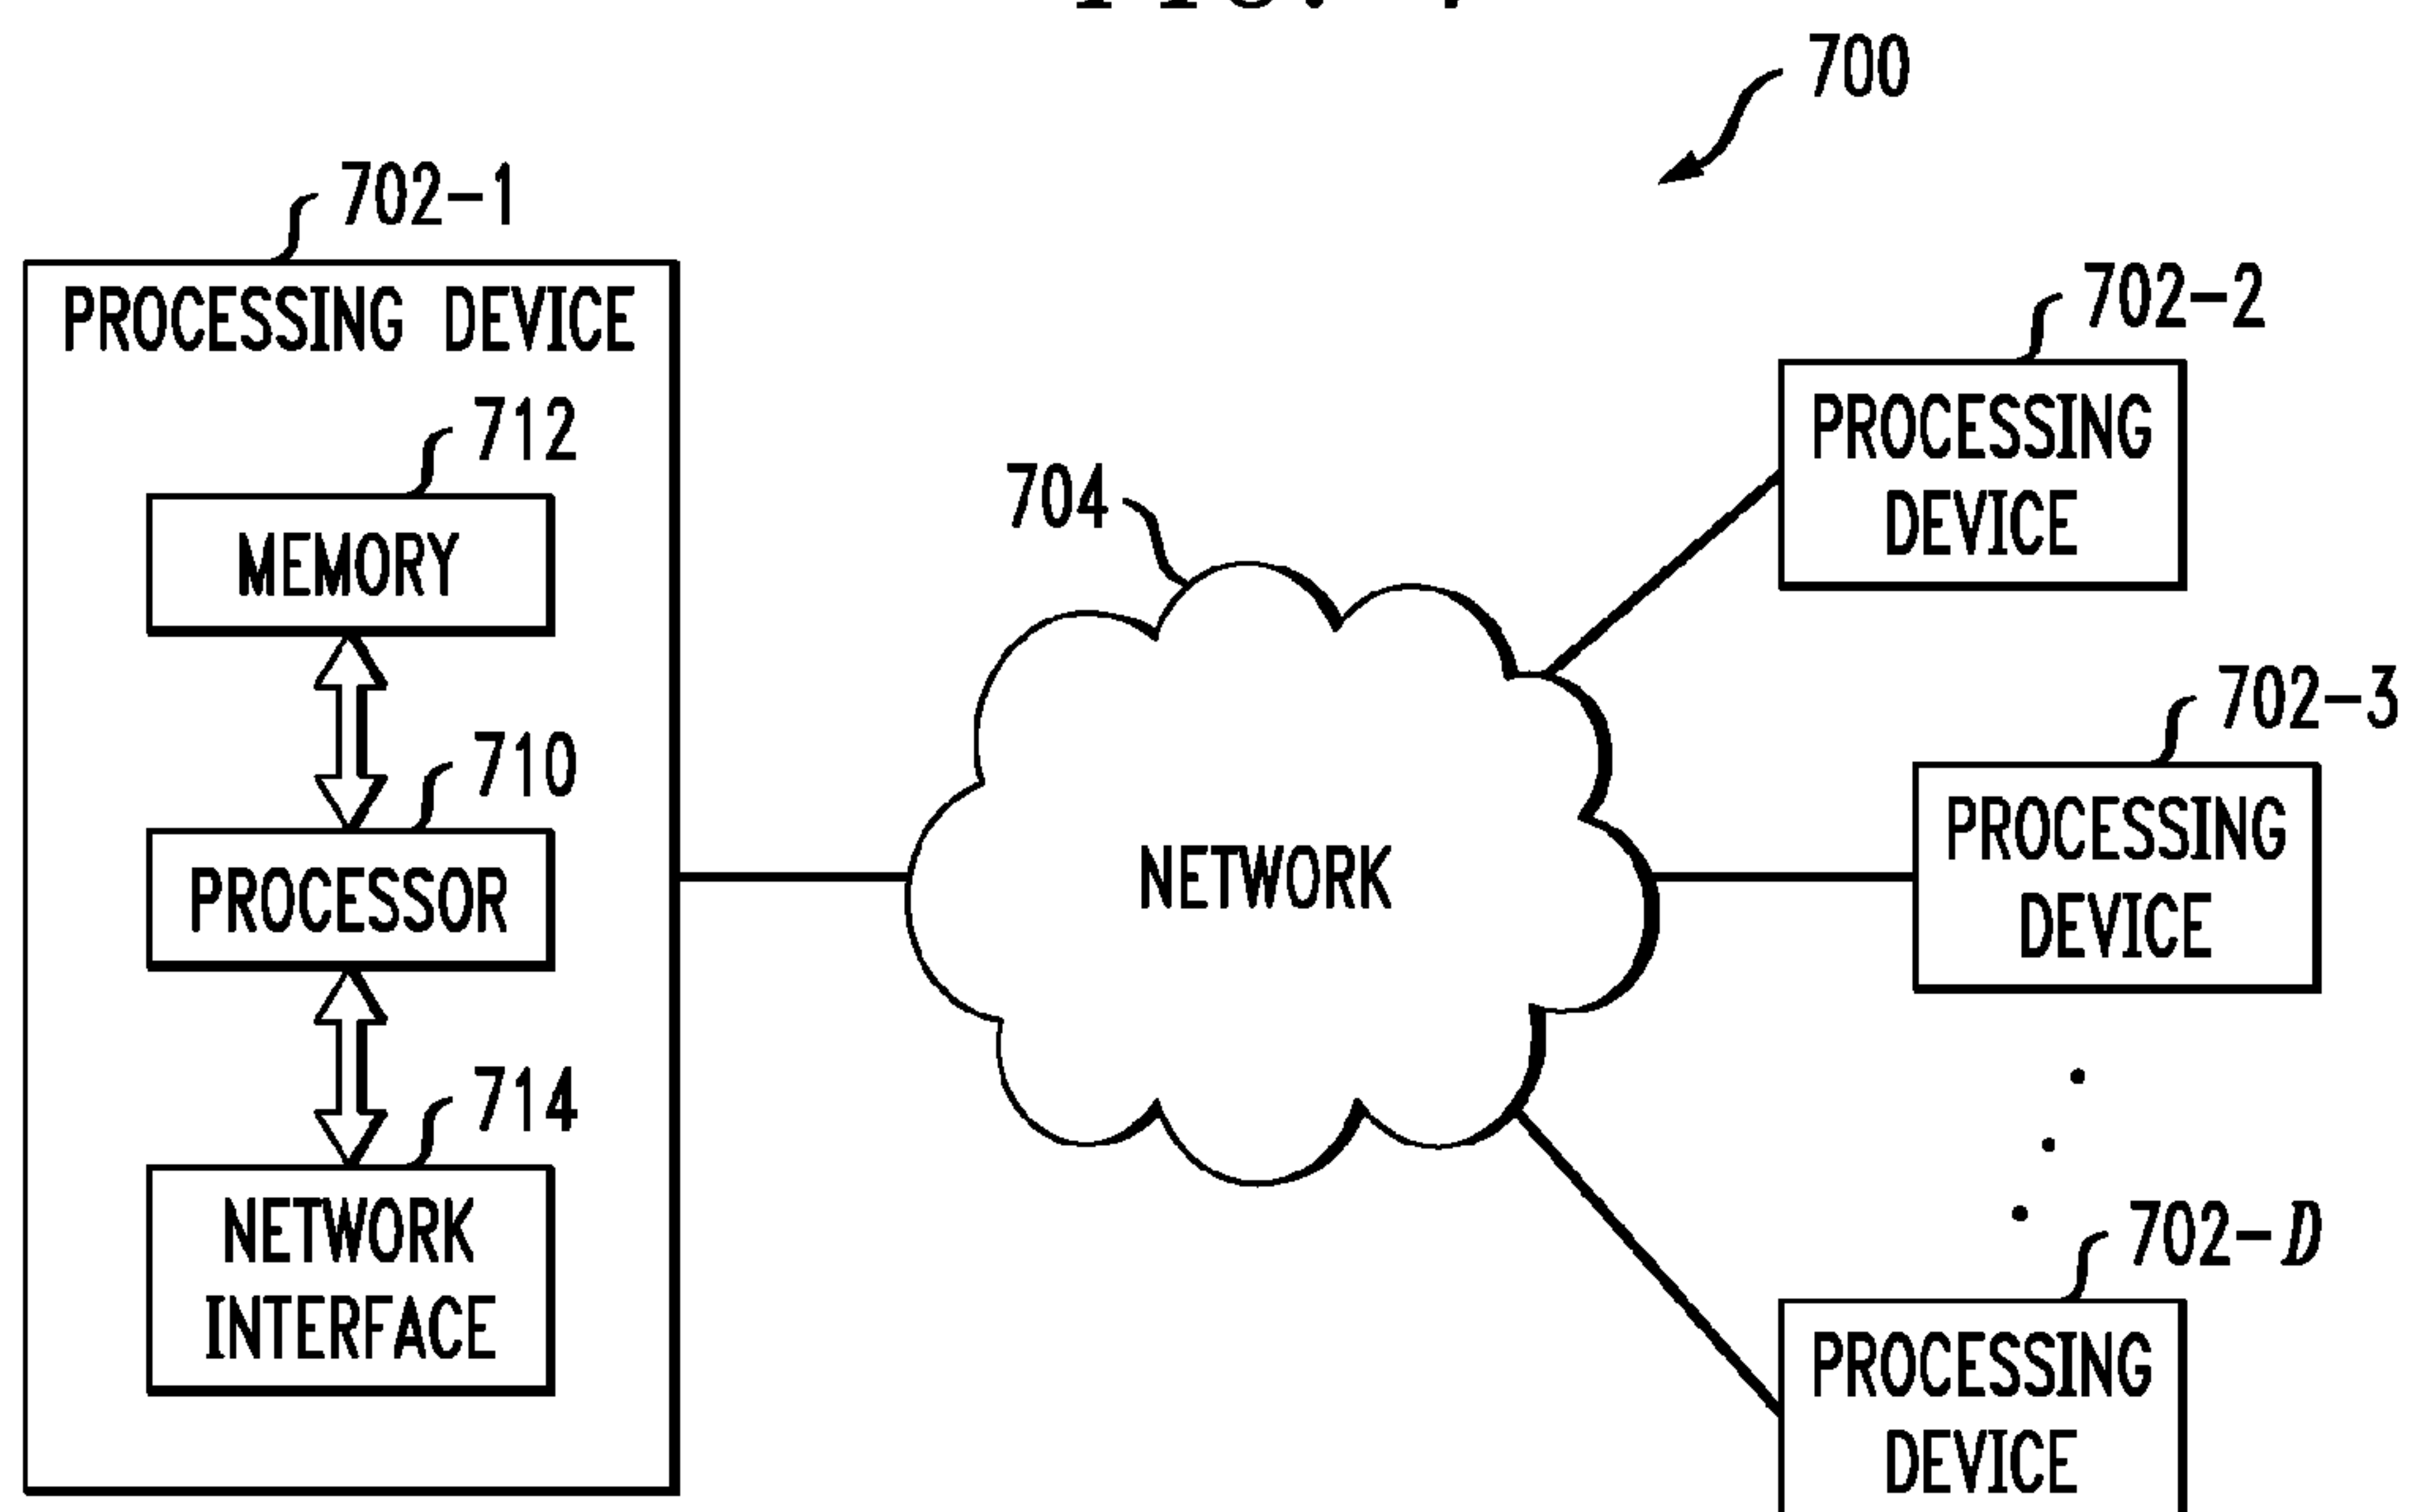 700
702-1
PROCESSING DEVICE
712
MEMORY
710
PROCESSOR
714
NETWORK
INTERFACE
704
NETWORK
702-2
PROCESSING
DEVICE
702-3
PROCESSING
DEVICE
702-D
PROCESSING
DEVICE